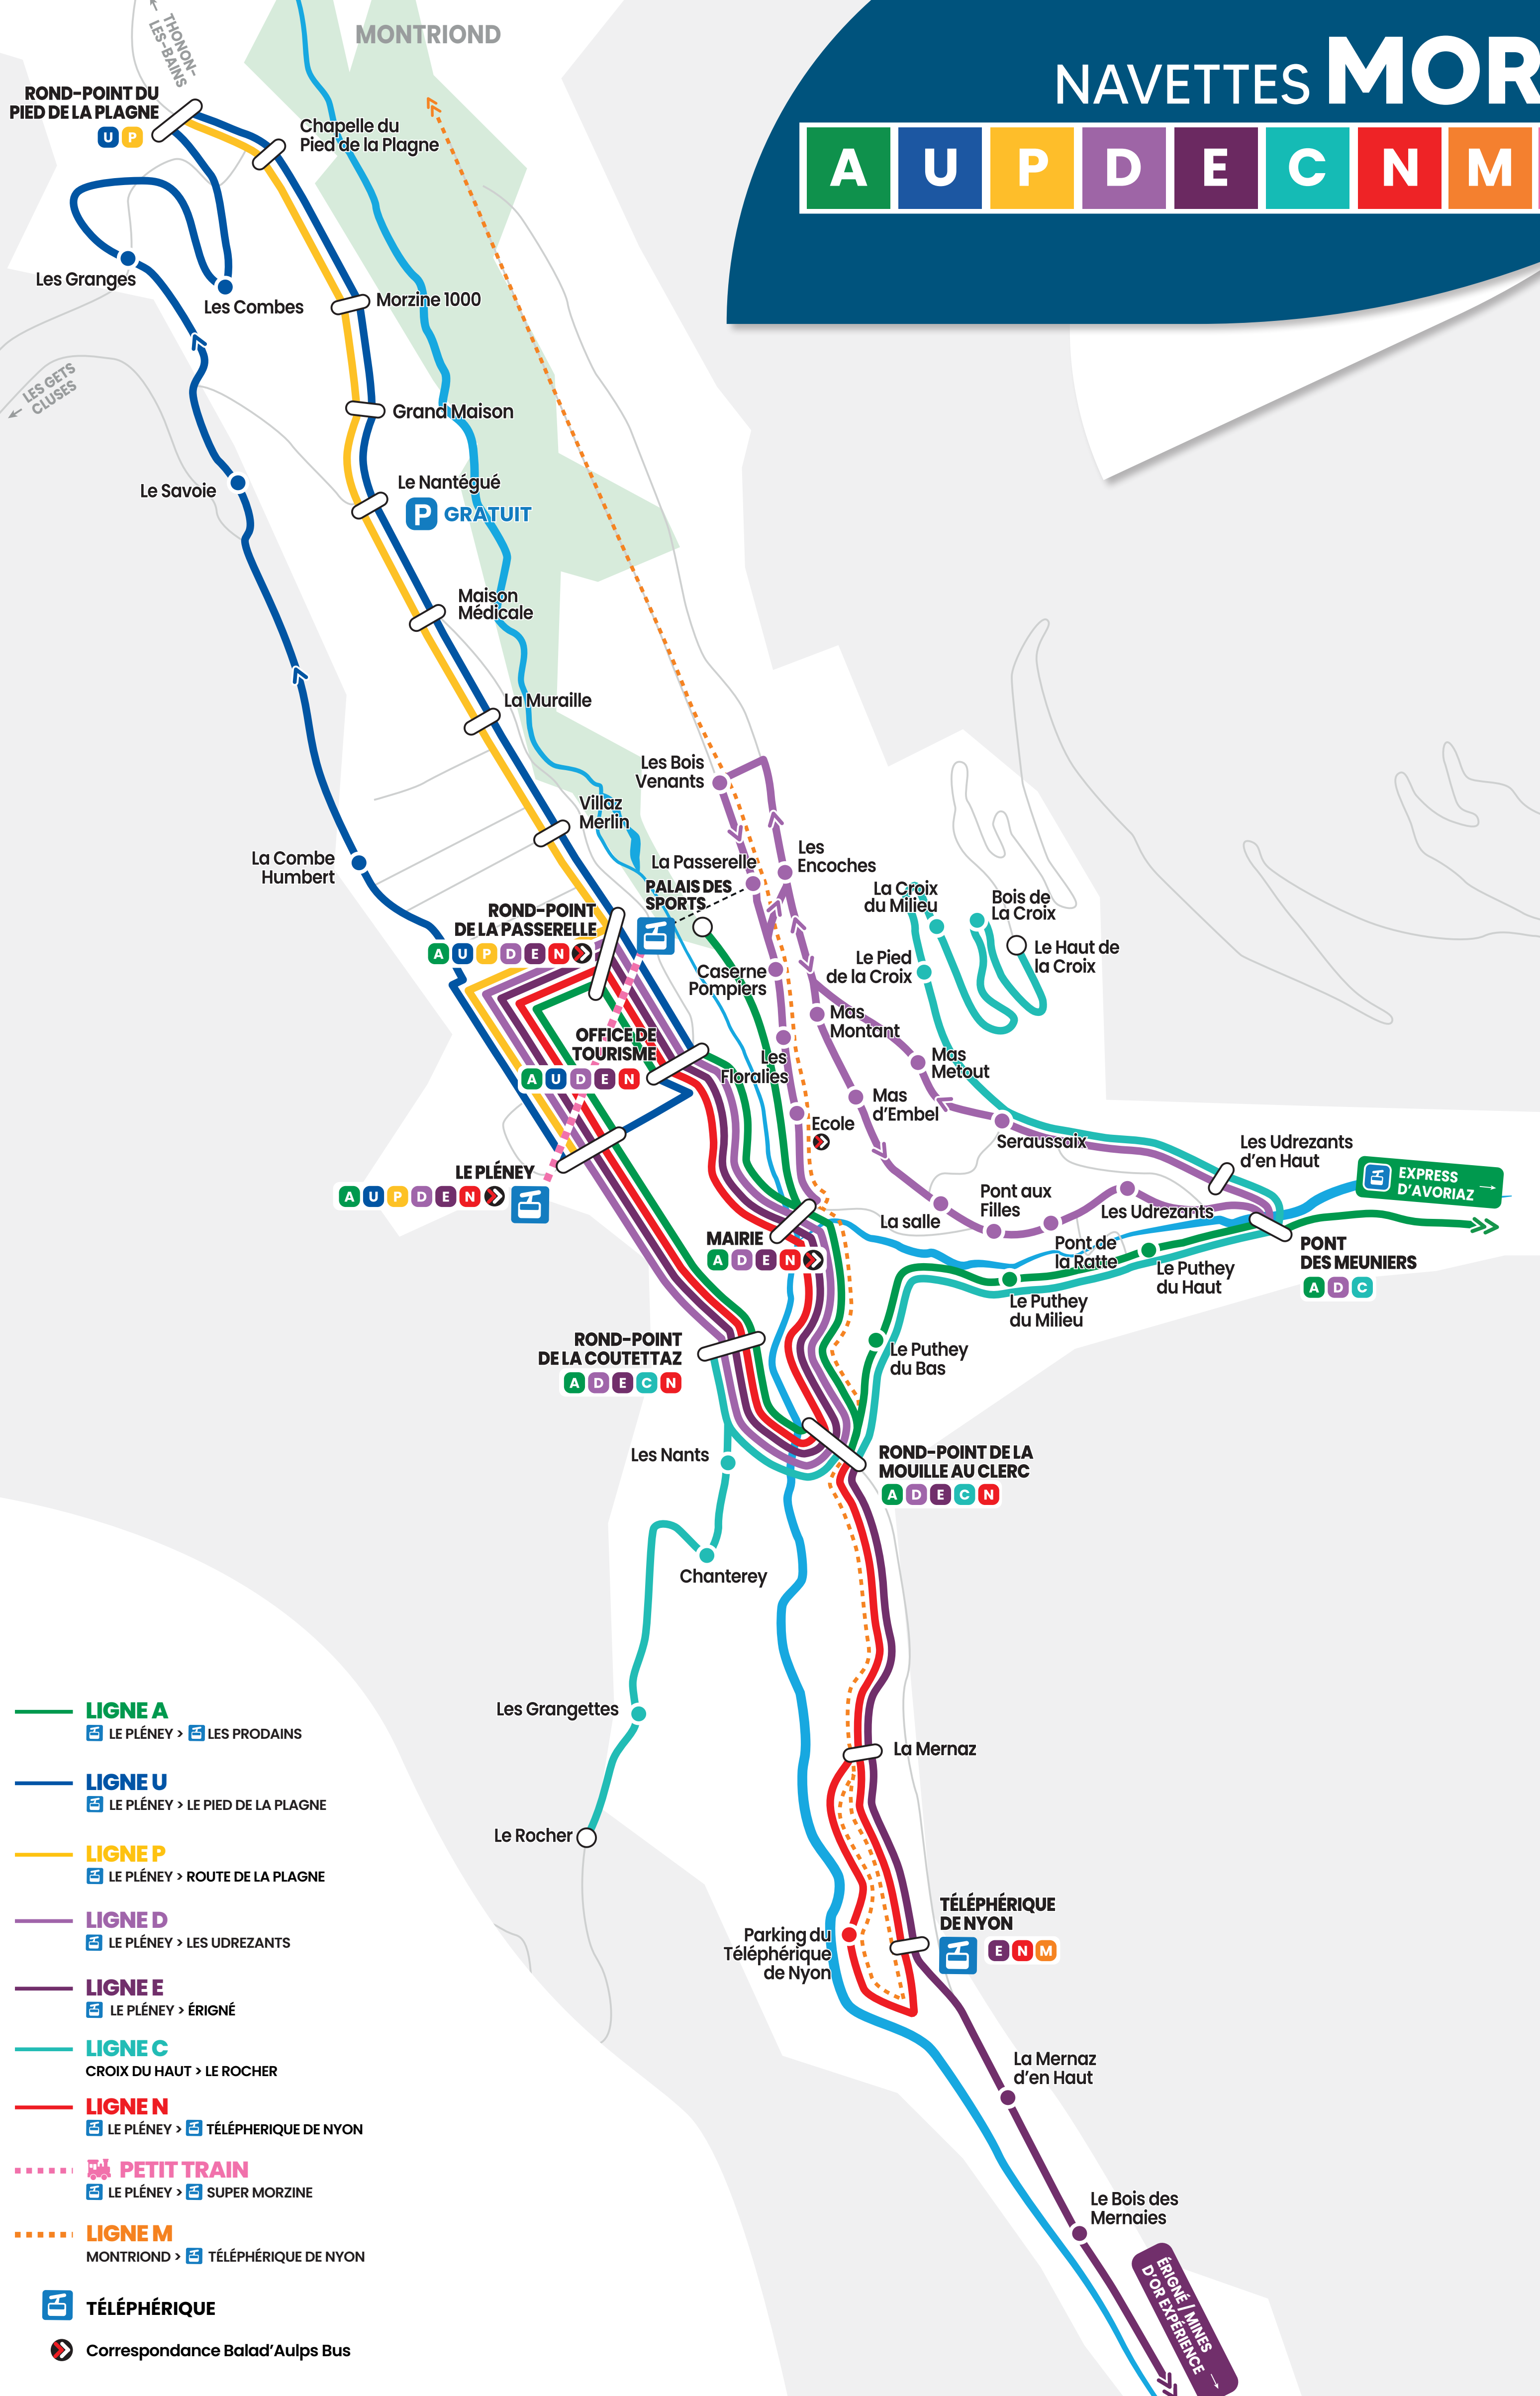 THONON-
LES-BAINS
MONTRIOND
NAVETTES MOR
A U P D E C N M
ROND-POINT DU
PIED DE LA PLAGNE
U P
Chapelle du
Pied de la Plagne
Les Granges
Les Combes
Morzine 1000
LES GETS
CLUSES
Grand Maison
Le Savoie
Le Nantégué
P GRATUIT
Maison
Médicale
La Muraille
Les Bois
Venants
Villaz
Merlin
La Combe
Humbert
La Passerelle
Les
Encoches
PALAIS DES
SPORTS
La Croix
du Milieu
Bois de
La Croix
ROND-POINT
DE LA PASSERELLE
A U P D E N
Le Haut de
la Croix
Le Pied
de la Croix
Caserne
Pompiers
Mas
Montant
OFFICE DE
TOURISME
A U D E N
Les
Floralies
Mas
Metout
Mas
d'Embel
Ecole
Seraussaix
Les Udrezants
d'en Haut
EXPRESS
D'AVORIAZ
LE PLÉNEY
A U P D E N
Pont aux
Filles
La salle
Les Udrezants
MAIRIE
A D E N
Pont de
la Ratte
PONT
DES MEUNIERS
A D C
Le Puthey
du Haut
Le Puthey
du Milieu
ROND-POINT
DE LA COUTETTAZ
A D E C N
Le Puthey
du Bas
Les Nants
ROND-POINT DE LA
MOUILLE AU CLERC
A D E C N
Chanterey
Les Grangettes
La Mernaz
Le Rocher
TÉLÉPHÉRIQUE
DE NYON
E N M
Parking du
Téléphérique
de Nyon
La Mernaz
d'en Haut
Le Bois des
Mernaies
ÉRIGNÉ / MINES
D'OR EXPÉRIENCE
LIGNE A
LE PLÉNEY > LES PRODAINS
LIGNE U
LE PLÉNEY > LE PIED DE LA PLAGNE
LIGNE P
LE PLÉNEY > ROUTE DE LA PLAGNE
LIGNE D
LE PLÉNEY > LES UDREZANTS
LIGNE E
LE PLÉNEY > ÉRIGNÉ
LIGNE C
CROIX DU HAUT > LE ROCHER
LIGNE N
LE PLÉNEY > TÉLÉPHERIQUE DE NYON
PETIT TRAIN
LE PLÉNEY > SUPER MORZINE
LIGNE M
MONTRIOND > TÉLÉPHÉRIQUE DE NYON
TÉLÉPHÉRIQUE
Correspondance Balad'Aulps Bus